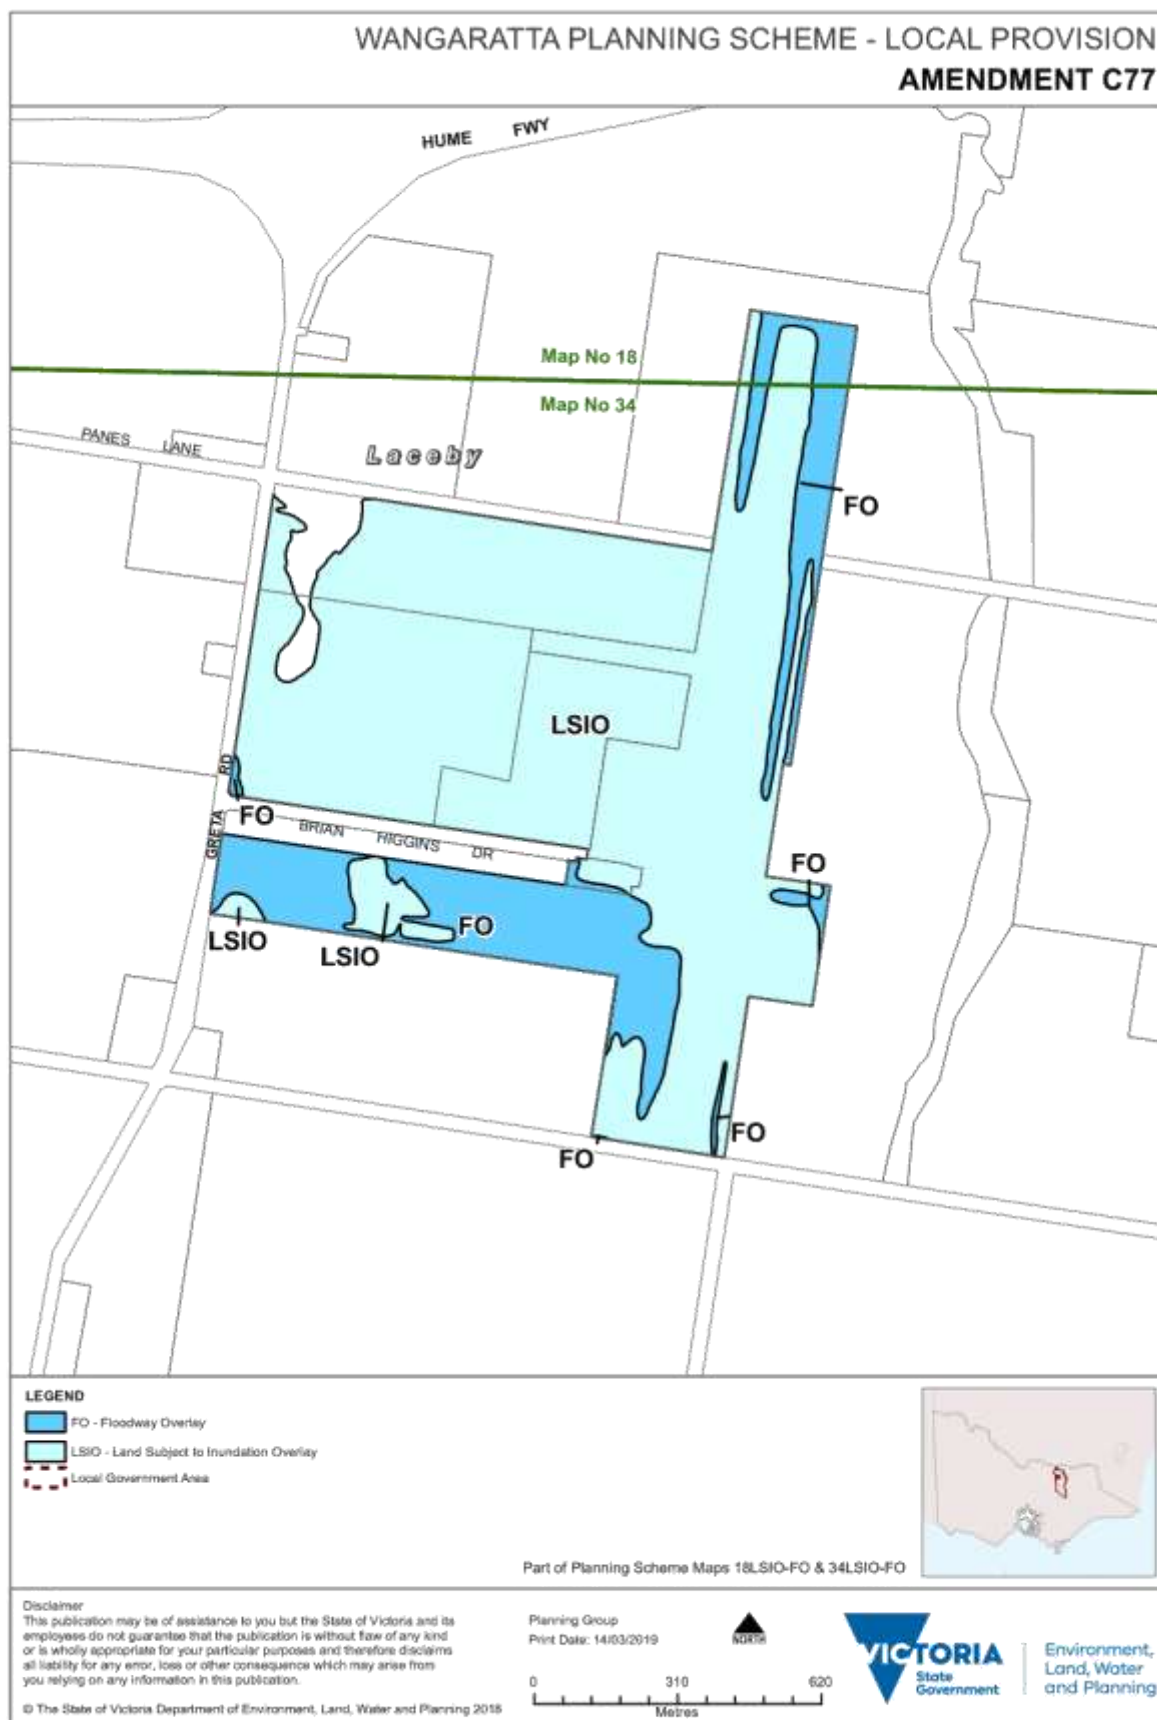 WANGARATTA PLANNING SCHEME - LOCAL PROVISION
AMENDMENT C77
HUME FWY
Map No 18
Map No 34
PANES LANE
Laceby
FO
LSIO
GRETA RD
FO
BRIAN HIGGINS DR
FO
FO
LSIO
LSIO
FO
FO
LEGEND
FO - Floodway Overlay
LSIO - Land Subject to Inundation Overlay
Local Government Area
Part of Planning Scheme Maps 18LSIO-FO & 34LSIO-FO
Disclaimer
This publication may be of assistance to you but the State of Victoria and its
employees do not guarantee that the publication is without flaw of any kind
or is wholly appropriate for your particular purposes and therefore disclaims
all liability for any error, loss or other consequence which may arise from
you relying on any information in this publication.
© The State of Victoria Department of Environment, Land, Water and Planning 2018
Planning Group
Print Date: 14/03/2019
NORTH
0 310 620
Metres
VICTORIA
State
Government
Environment,
Land, Water
and Planning